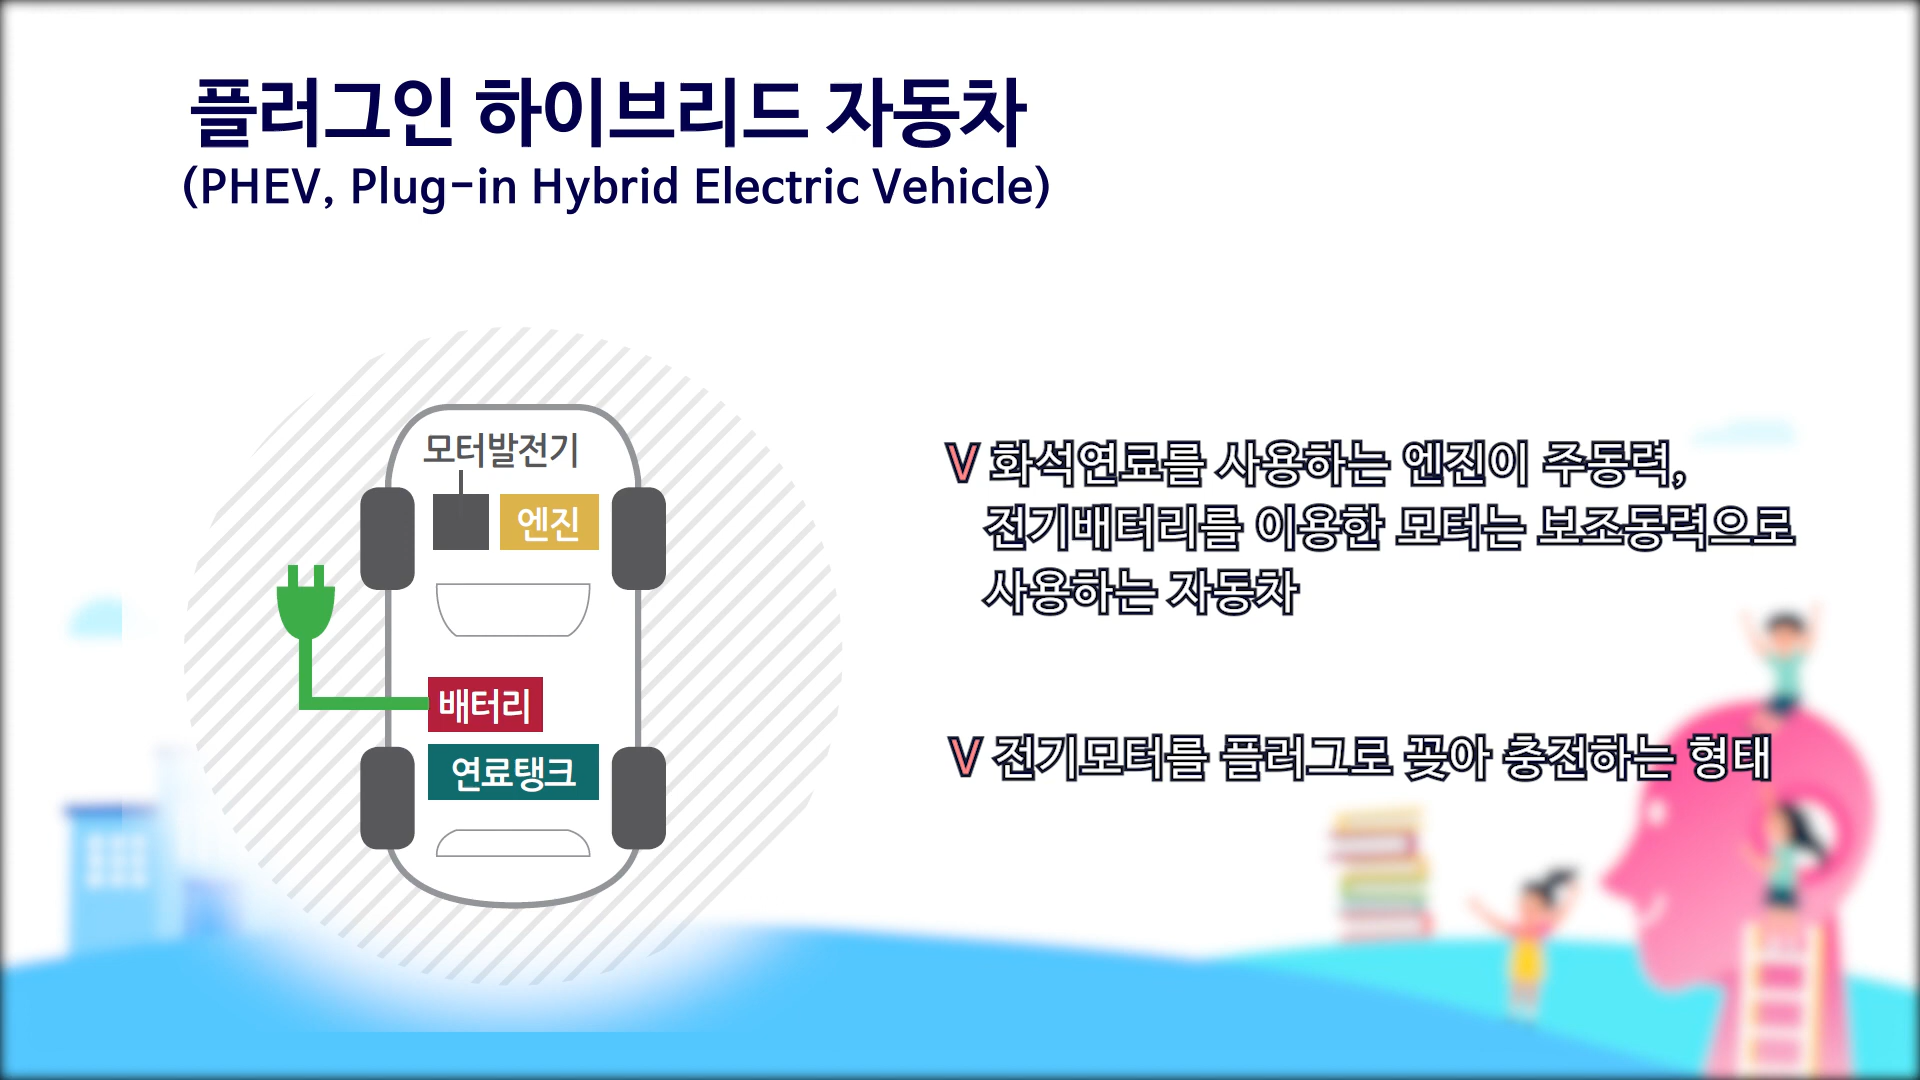 플러그인 하이브리드 자동차
(PHEV, Plug-in Hybrid Electric Vehicle)
모터발전기
엔진
배터리
연료탱크
V 화석연료를 사용하는 엔진이 주동력,
전기배터리를 이용한 모터는 보조동력으로
사용하는 자동차
V 전기모터를 플러그로 꽂아 충전하는 형태